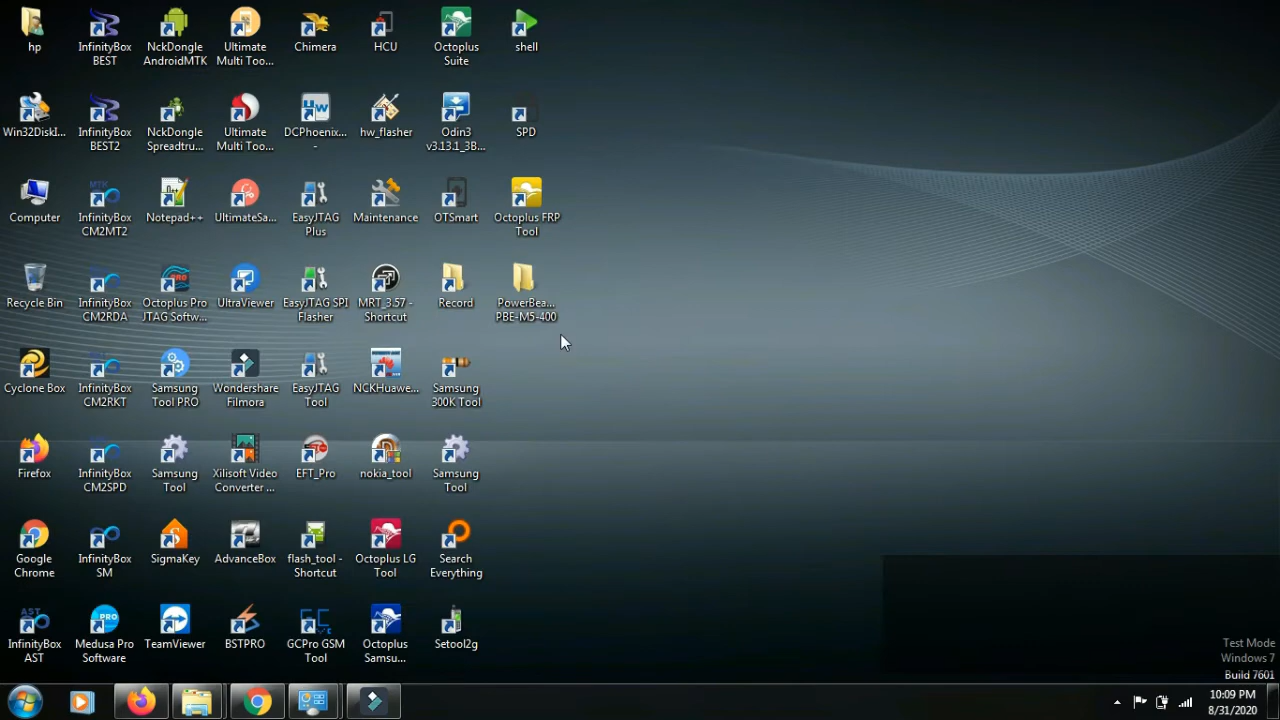 hp
InfinityBox
BEST
NckDongle
AndroidMTK
Ultimate
Multi Too...
Chimera
HCU
Octoplus
Suite
shell
Win32DiskI...
InfinityBox
BEST2
NckDongle
Spreadtru...
Ultimate
Multi Too...
DCPhoenix...
-
hw_flasher
Odin3
v3.13.1_3B...
SPD
Computer
InfinityBox
CM2MT2
Notepad++
UltimateSa...
EasyJTAG
Plus
Maintenance
OTSmart
Octoplus FRP
Tool
Recycle Bin
InfinityBox
CM2RDA
Octoplus Pro
JTAG Softw...
UltraViewer
EasyJTAG SPI
Flasher
MRT_3.57 -
Shortcut
Record
PowerBea...
PBE-M5-400
Cyclone Box
InfinityBox
CM2RKT
Samsung
Tool PRO
Wondershare
Filmora
EasyJTAG
Tool
NCKHuawe...
Samsung
300K Tool
Firefox
InfinityBox
CM2SPD
Samsung
Tool
Xilisoft Video
Converter ...
EFT_Pro
nokia_tool
Samsung
Tool
Google
Chrome
InfinityBox
SM
SigmaKey
AdvanceBox
flash_tool -
Shortcut
Octoplus LG
Tool
Search
Everything
InfinityBox
AST
Medusa Pro
Software
TeamViewer
BSTPRO
GCPro GSM
Tool
Octoplus
Samsu...
Setool2g
Test Mode
Windows 7
Build 7601
10:09 PM
8/31/2020